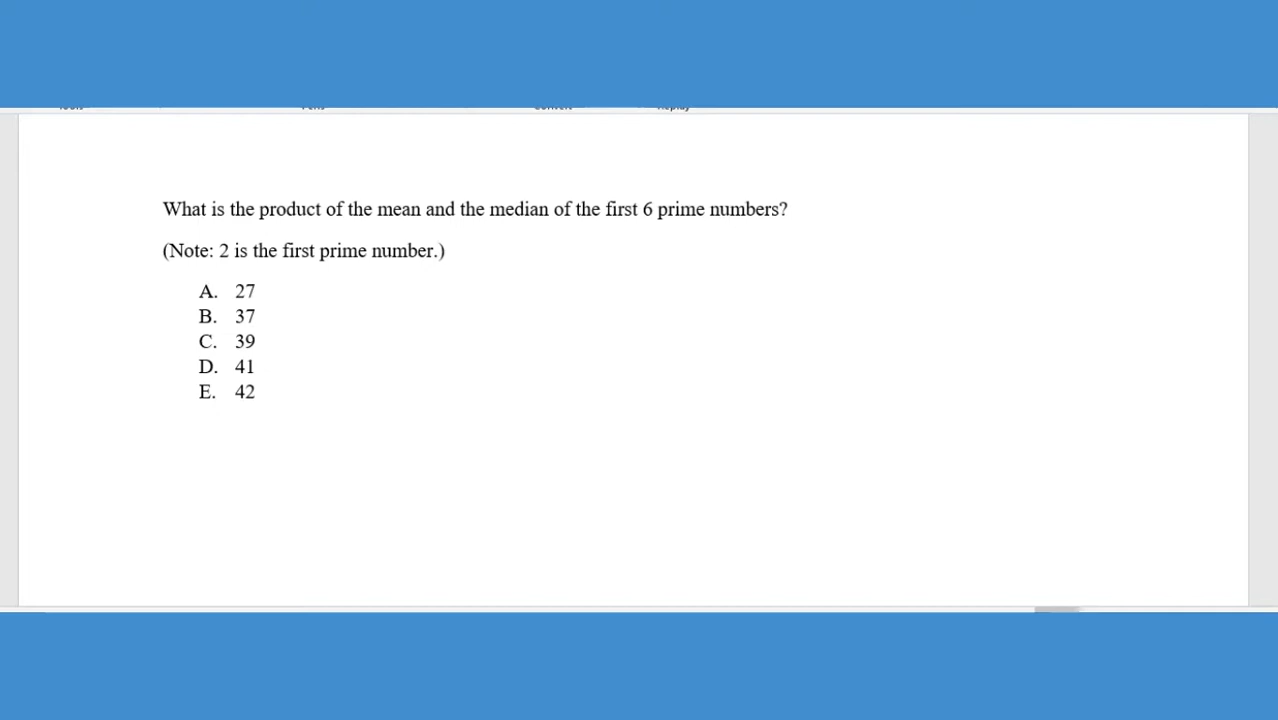 What is the product of the mean and the median of the first 6 prime numbers?
(Note: 2 is the first prime number.)
A. 27
B. 37
C. 39
D. 41
E. 42